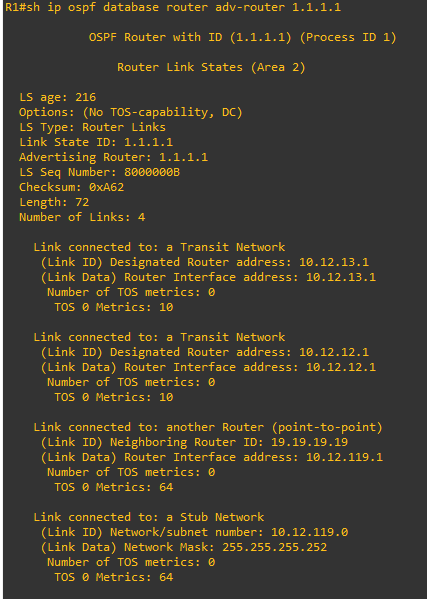 R1#sh ip ospf database router adv-router 1.1.1.1
OSPF Router with ID (1.1.1.1) (Process ID 1)
Router Link States (Area 2)
LS age: 216
Options: (No TOS-capability, DC)
LS Type: Router Links
Link State ID: 1.1.1.1
Advertising Router: 1.1.1.1
LS Seq Number: 8000000B
Checksum: 0xA62
Length: 72
Number of Links: 4
Link connected to: a Transit Network
(Link ID) Designated Router address: 10.12.13.1
(Link Data) Router Interface address: 10.12.13.1
Number of TOS metrics: 0
TOS 0 Metrics: 10
Link connected to: a Transit Network
(Link ID) Designated Router address: 10.12.12.1
(Link Data) Router Interface address: 10.12.12.1
Number of TOS metrics: 0
TOS 0 Metrics: 10
Link connected to: another Router (point-to-point)
(Link ID) Neighboring Router ID: 19.19.19.19
(Link Data) Router Interface address: 10.12.119.1
Number of TOS metrics: 0
TOS 0 Metrics: 64
Link connected to: a Stub Network
(Link ID) Network/subnet number: 10.12.119.0
(Link Data) Network Mask: 255.255.255.252
Number of TOS metrics: 0
TOS 0 Metrics: 64